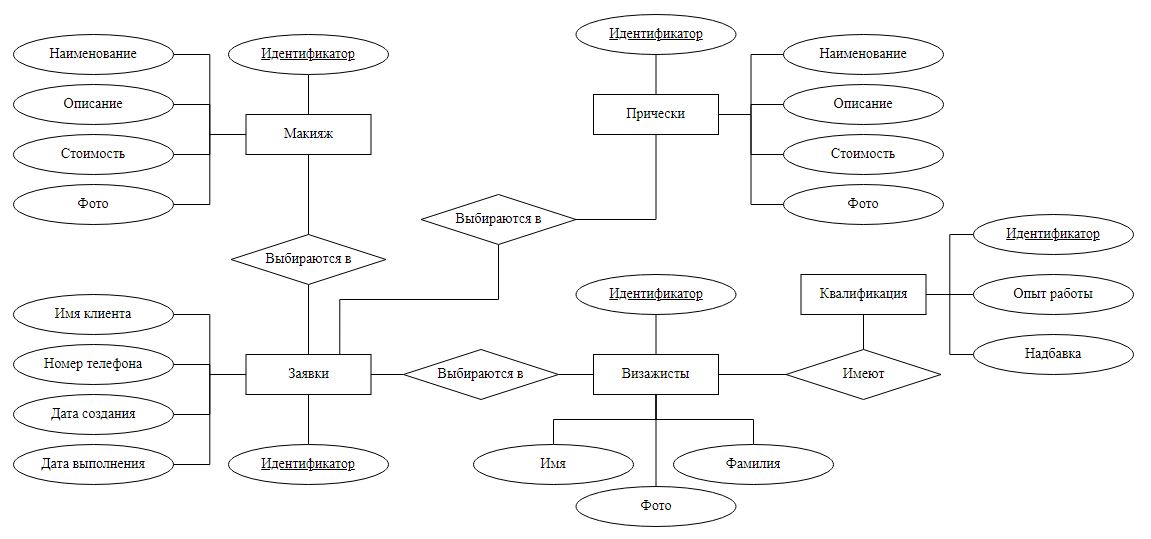 Идентификатор
Наименование
Идентификатор
Наименование
Описание
Описание
Прически
Макияж
Стоимость
Стоимость
Фото
Фото
Выбираются в
Идентификатор
Выбираются в
Идентификатор
Квалификация
Опыт работы
Имя клиента
Надбавка
Номер телефона
Заявки
Выбираются в
Визажисты
Имеют
Дата создания
Дата выполнения
Идентификатор
Имя
Фамилия
Фото